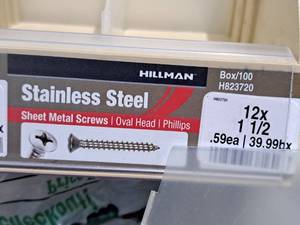 HILLMAN
Box/100
H823720
Stainless Steel
Sheet Metal Screws | Oval Head | Phillips
H823720
12x
1 1/2
.59ea | 39.99bx